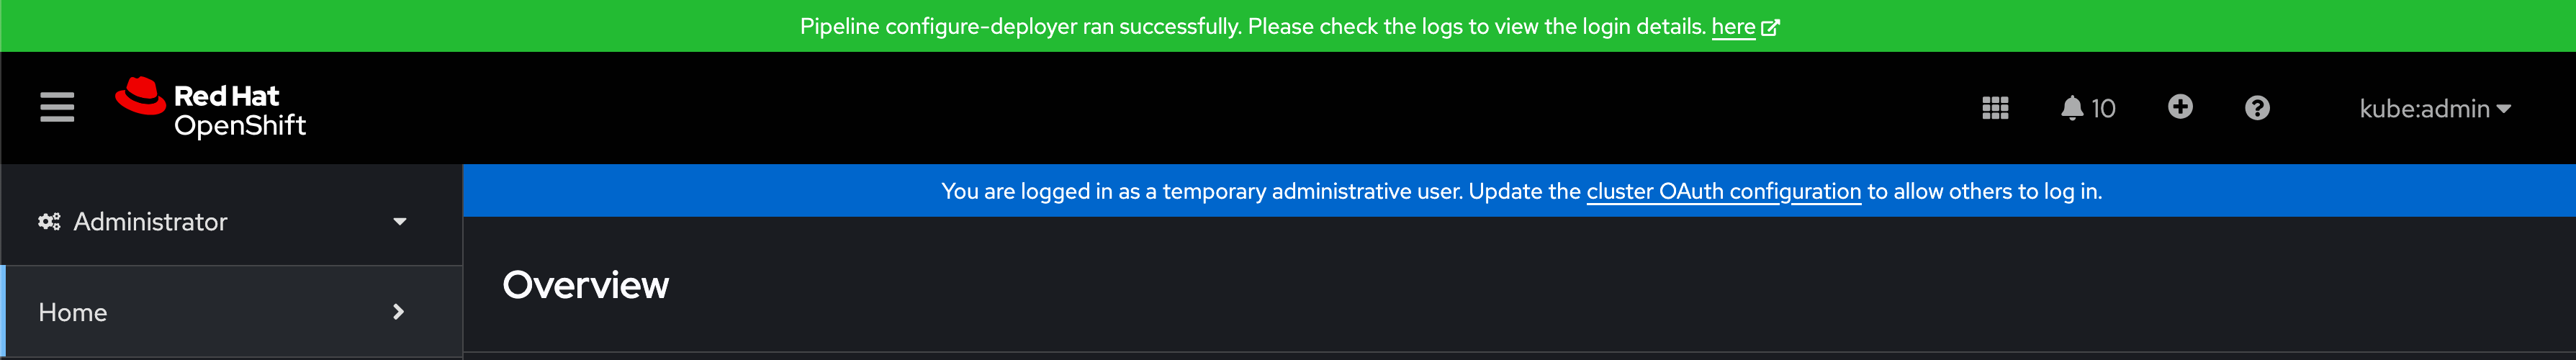 Pipeline configure-deployer ran successfully. Please check the logs to view the login details. here
Red Hat
OpenShift
10
kube:admin
Administrator
You are logged in as a temporary administrative user. Update the cluster OAuth configuration to allow others to log in.
Overview
Home